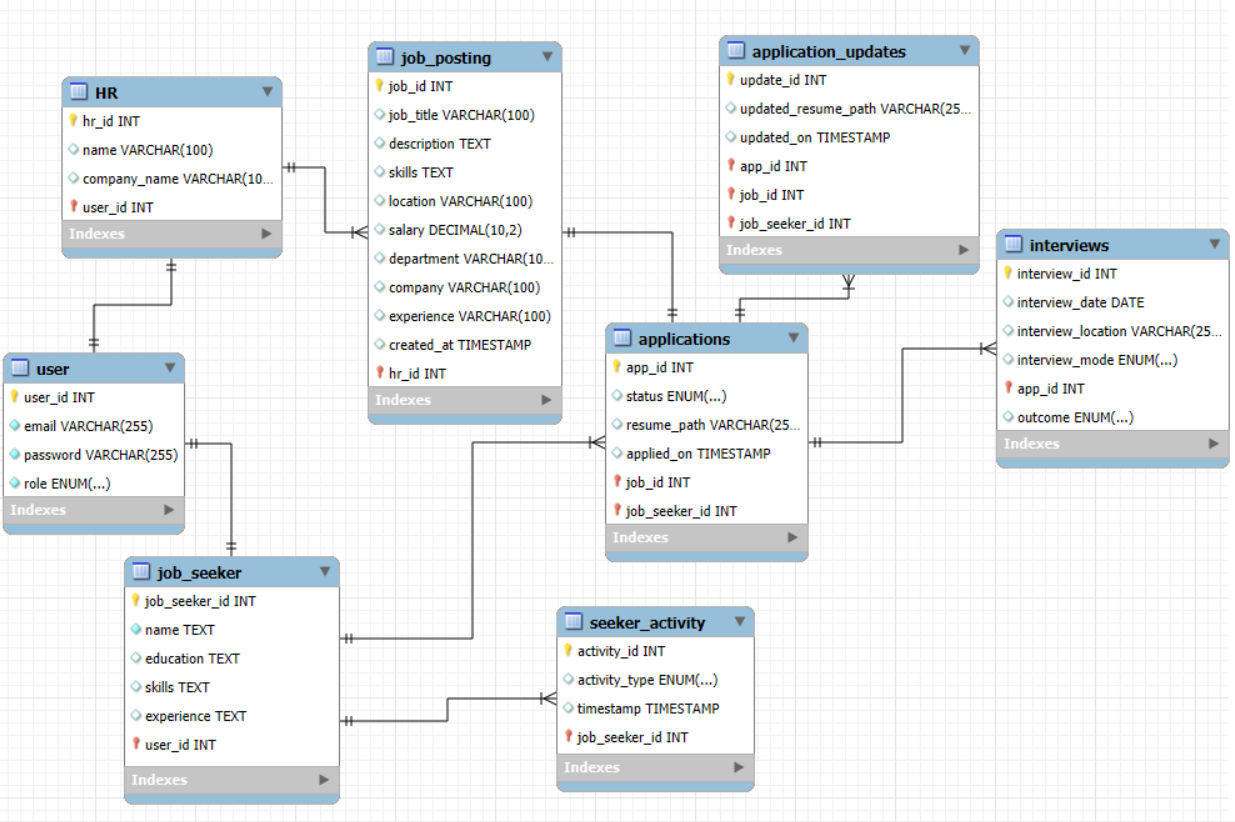 HR
hr_id INT
name VARCHAR(100)
company_name VARCHAR(10...
user_id INT
Indexes
job_posting
job_id INT
job_title VARCHAR(100)
description TEXT
skills TEXT
location VARCHAR(100)
salary DECIMAL(10,2)
department VARCHAR(10...
company VARCHAR(100)
experience VARCHAR(100)
created_at TIMESTAMP
hr_id INT
Indexes
application_updates
update_id INT
updated_resume_path VARCHAR(25...
updated_on TIMESTAMP
app_id INT
job_id INT
job_seeker_id INT
Indexes
interviews
interview_id INT
interview_date DATE
interview_location VARCHAR(25...
interview_mode ENUM(...)
app_id INT
outcome ENUM(...)
Indexes
user
user_id INT
email VARCHAR(255)
password VARCHAR(255)
role ENUM(...)
Indexes
applications
app_id INT
status ENUM(...)
resume_path VARCHAR(25...
applied_on TIMESTAMP
job_id INT
job_seeker_id INT
Indexes
job_seeker
job_seeker_id INT
name TEXT
education TEXT
skills TEXT
experience TEXT
user_id INT
Indexes
seeker_activity
activity_id INT
activity_type ENUM(...)
timestamp TIMESTAMP
job_seeker_id INT
Indexes